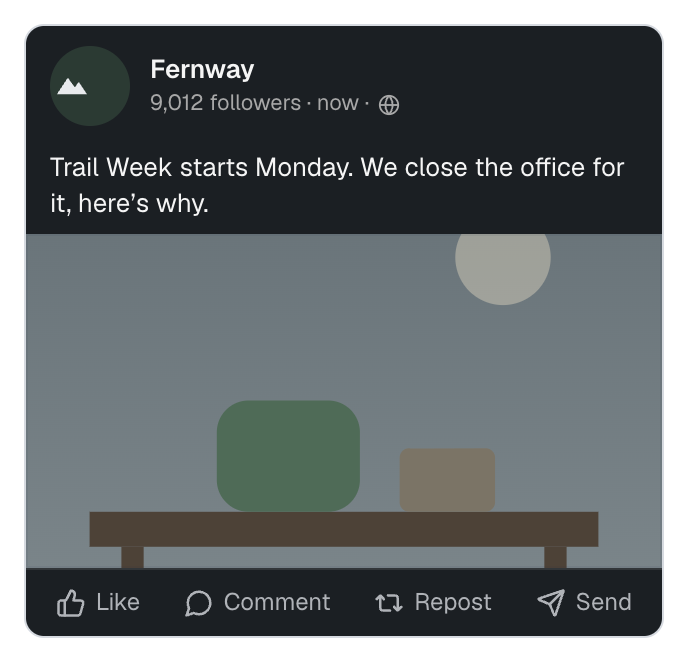 Fernway
9,012 followers · now ·
Trail Week starts Monday. We close the office for
it, here’s why.
Like
Comment
Repost
Send